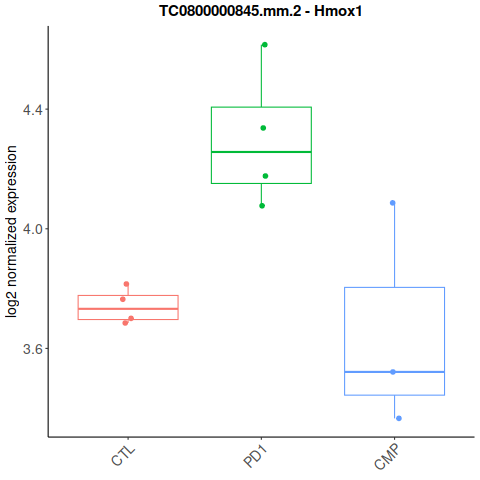 TC0800000845.mm.2 - Hmox1
log2 normalized expression
4.4
4.0
3.6
CTL
PD1
CMP